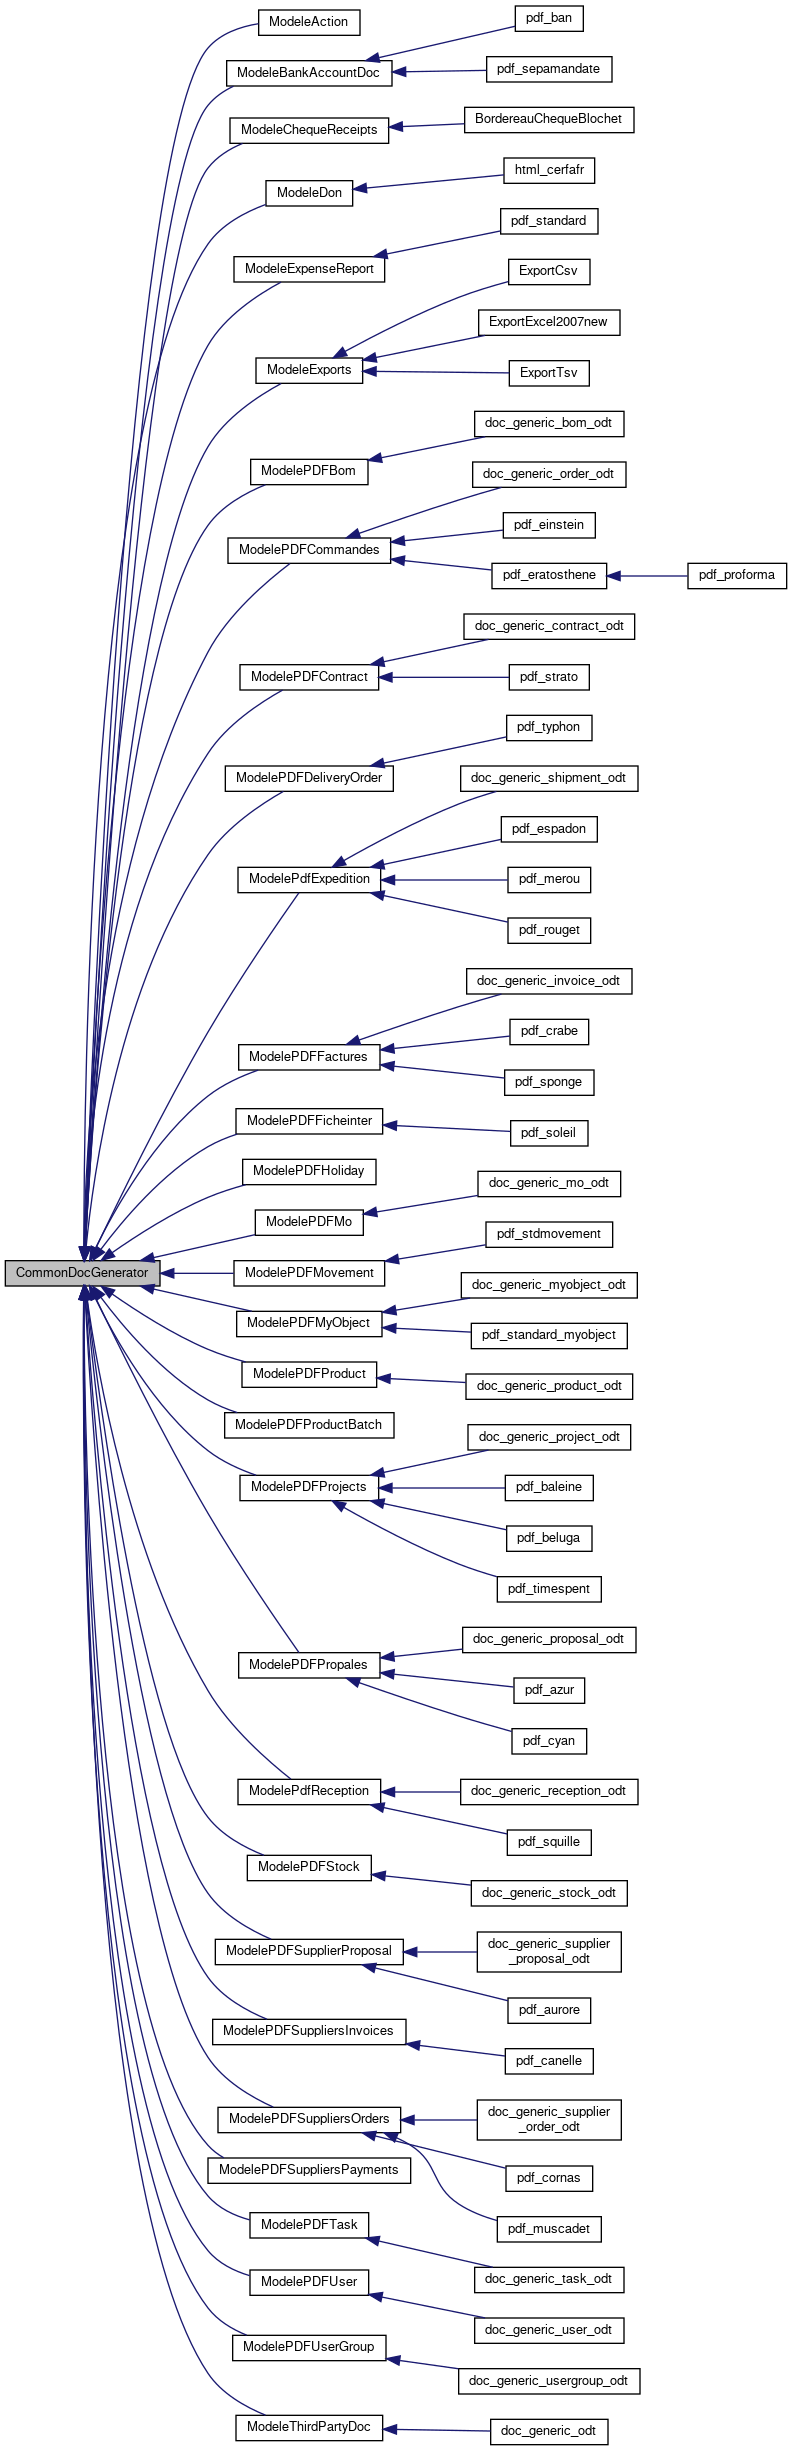 ModeleAction
pdf_ban
ModeleBankAccountDoc
pdf_sepamandate
ModeleChequeReceipts
BordereauChequeBlochet
ModeleDon
html_cerfafr
ModeleExpenseReport
pdf_standard
ExportCsv
ExportExcel2007new
ModeleExports
ExportTsv
ModelePDFBom
doc_generic_bom_odt
doc_generic_order_odt
pdf_einstein
ModelePDFCommandes
pdf_eratosthene
pdf_proforma
doc_generic_contract_odt
ModelePDFContract
pdf_strato
pdf_typhon
ModelePDFDeliveryOrder
doc_generic_shipment_odt
pdf_espadon
ModelePdfExpedition
pdf_merou
pdf_rouget
doc_generic_invoice_odt
pdf_crabe
ModelePDFFactures
pdf_sponge
ModelePDFFicheinter
pdf_soleil
ModelePDFHoliday
doc_generic_mo_odt
ModelePDFMo
pdf_stdmovement
CommonDocGenerator
ModelePDFMovement
doc_generic_myobject_odt
ModelePDFMyObject
pdf_standard_myobject
ModelePDFProduct
doc_generic_product_odt
ModelePDFProductBatch
doc_generic_project_odt
ModelePDFProjects
pdf_baleine
pdf_beluga
pdf_timespent
doc_generic_proposal_odt
ModelePDFPropales
pdf_azur
pdf_cyan
ModelePdfReception
doc_generic_reception_odt
pdf_squille
ModelePDFStock
doc_generic_stock_odt
ModelePDFSupplierProposal
doc_generic_supplier
_proposal_odt
pdf_aurore
ModelePDFSuppliersInvoices
pdf_canelle
ModelePDFSuppliersOrders
doc_generic_supplier
_order_odt
ModelePDFSuppliersPayments
pdf_cornas
ModelePDFTask
pdf_muscadet
doc_generic_task_odt
ModelePDFUser
doc_generic_user_odt
ModelePDFUserGroup
doc_generic_usergroup_odt
ModeleThirdPartyDoc
doc_generic_odt